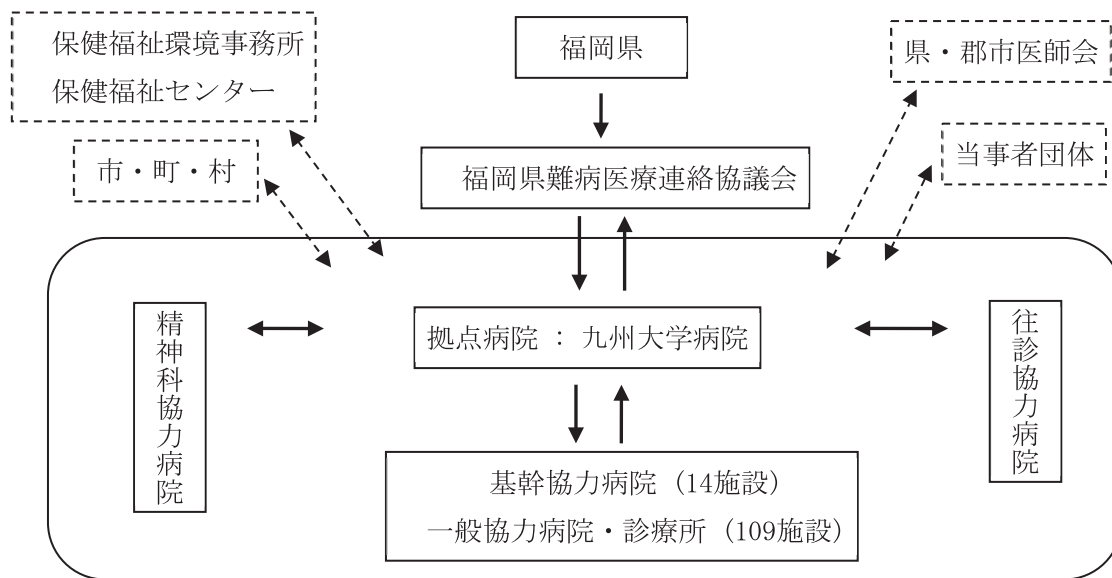 保健福祉環境事務所
保健福祉センター
福岡県
県・郡市医師会
市・町・村
福岡県難病医療連絡協議会
当事者団体
精神科協力病院
拠点病院 : 九州大学病院
往診協力病院
基幹協力病院 (14施設)
一般協力病院・診療所 (109施設)